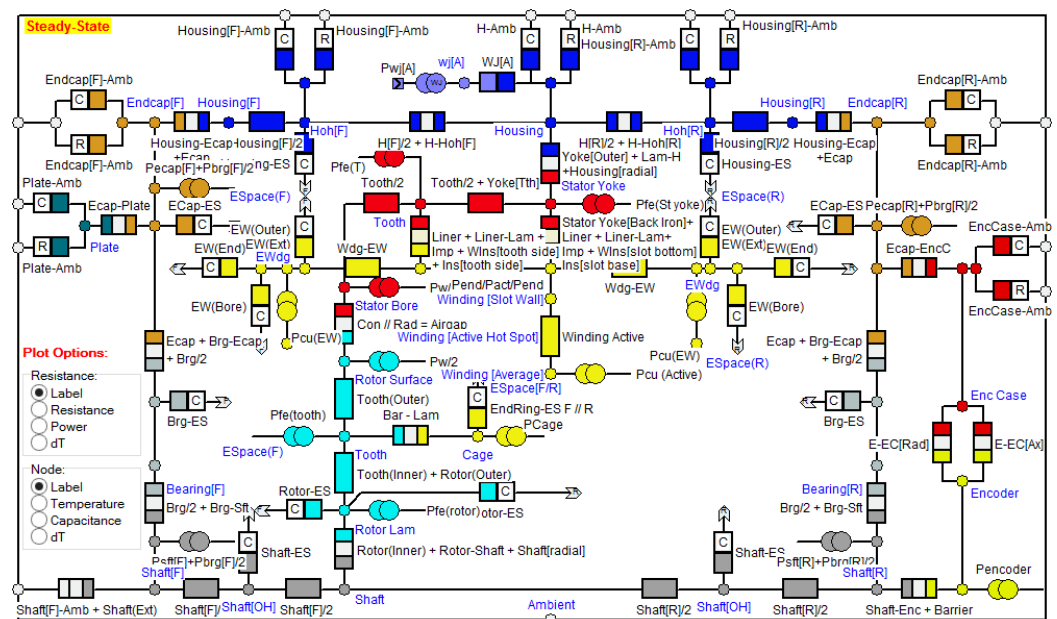 Steady-State
Housing[F]-Amb
C
R
Housing[F]-Amb
H-Amb
C
R
H-Amb
Housing[R]-Amb
C
R
Housing[R]-Amb
Pwj[A]
wj[A]
WJ
WJ[A]
Endcap[F]-Amb
C
R
Endcap[F]-Amb
Endcap[F]
Housing[F]
Housing-Ecap
+Ecap
Housing[F]/2
Hoh[F]
H[F]/2 + H-Hoh[F]
Housing
H[R]/2 + H-Hoh[R]
Hoh[R]
Housing[R]/2
Housing[R]
Housing-Ecap
+Ecap
Endcap[R]
Endcap[R]-Amb
C
R
Endcap[R]-Amb
Housing-ES
C
Pfe(T)
Yoke[Outer] + Lam-H
+Housing[radial]
Stator Yoke
C
Housing-ES
Pecap[F]+Pbrg[F]/2
ESpace(F)
Tooth/2
Tooth/2 + Yoke[Tth]
Pfe(St yoke)
ESpace(R)
Plate-Amb
C
R
Plate-Amb
Ecap-Plate
Plate
ECap-ES
C
EW(Outer)
EW(Ext)
C
Tooth
Liner + Liner-Lam +
Imp + WIns[tooth side]
+ Ins[tooth side]
Stator Yoke[Back Iron]+
Liner + Liner-Lam+
Imp + WIns[slot bottom]
Ins[slot base]
C
EW(Outer)
EW(Ext)
ECap-ES
C
Pecap[R]+Pbrg[R]/2
Ecap-EncC
EncCase-Amb
C
R
EncCase-Amb
EW(End)
C
EWdg
Wdg-EW
Wdg-EW
EWdg
EW(End)
C
EW(Bore)
C
Pcu(EW)
Pw/Pend/Pact/Pend
Stator Bore
Con // Rad = Airgap
Winding [Slot Wall]
Winding [Active Hot Spot]
Winding Active
Pcu(EW)
EW(Bore)
C
ESpace(R)
Plot Options:
Resistance:
Label
Resistance
Power
dT
Ecap + Brg-Ecap
+ Brg/2
Pw/2
Rotor Surface
Winding [Average]
Pcu (Active)
Ecap + Brg-Ecap
+ Brg/2
Brg-ES
C
Tooth(Outer)
ESpace[F/R]
C
EndRing-ES F // R
C
Brg-ES
Enc Case
Pfe(tooth)
ESpace(F)
Bar - Lam
PCage
Cage
E-EC[Rad]
E-EC[Ax]
Node:
Label
Temperature
Capacitance
dT
Tooth
Tooth(Inner) + Rotor(Outer)
Encoder
Bearing[F]
Brg/2 + Brg-Sft
Rotor-ES
C
C
Pfe(rotor)
otor-ES
Bearing[R]
Brg/2 + Brg-Sft
Rotor Lam
Psft[F]+Pbrg[F]/2
C
Shaft-ES
Rotor(Inner) + Rotor-Shaft + Shaft[radial]
C
Shaft-ES
Psft[R]+Pbrg[R]/2
Shaft[F]
Shaft[R]
Pencoder
Shaft[F]-Amb + Shaft(Ext)
Shaft[F]/
Shaft[OH]
Shaft[F]/2
Shaft
Ambient
Shaft[R]/2
Shaft[OH]
Shaft[R]/2
Shaft-Enc + Barrier